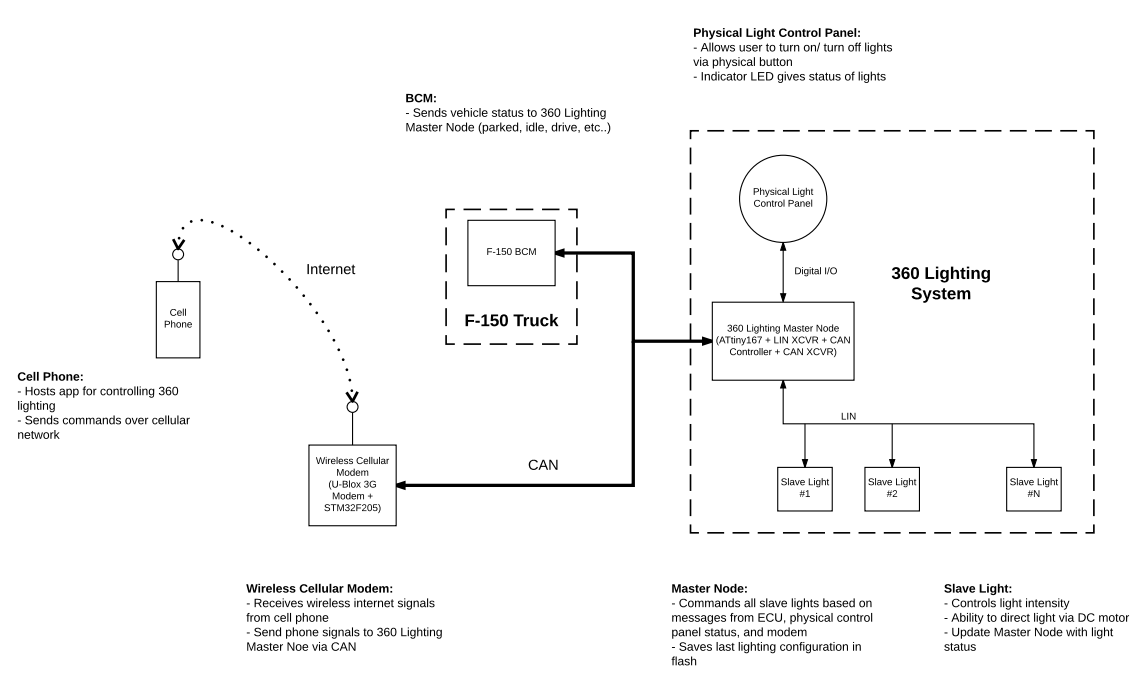 Physical Light Control Panel:
- Allows user to turn on/ turn off lights
via physical button
- Indicator LED gives status of lights
BCM:
- Sends vehicle status to 360 Lighting
Master Node (parked, idle, drive, etc..)
Physical Light
Control Panel
Internet
F-150 BCM
Digital I/O
360 Lighting
System
Cell
Phone
F-150 Truck
360 Lighting Master Node
(ATtiny167 + LIN XCVR + CAN
Controller + CAN XCVR)
Cell Phone:
- Hosts app for controlling 360
lighting
- Sends commands over cellular
network
LIN
Wireless Cellular
Modem
(U-Blox 3G
Modem +
STM32F205)
CAN
Slave Light
#1
Slave Light
#2
Slave Light
#N
Wireless Cellular Modem:
- Receives wireless internet signals
from cell phone
- Send phone signals to 360 Lighting
Master Noe via CAN
Master Node:
- Commands all slave lights based on
messages from ECU, physical control
panel status, and modem
- Saves last lighting configuration in
flash
Slave Light:
- Controls light intensity
- Ability to direct light via DC motor
- Update Master Node with light
status